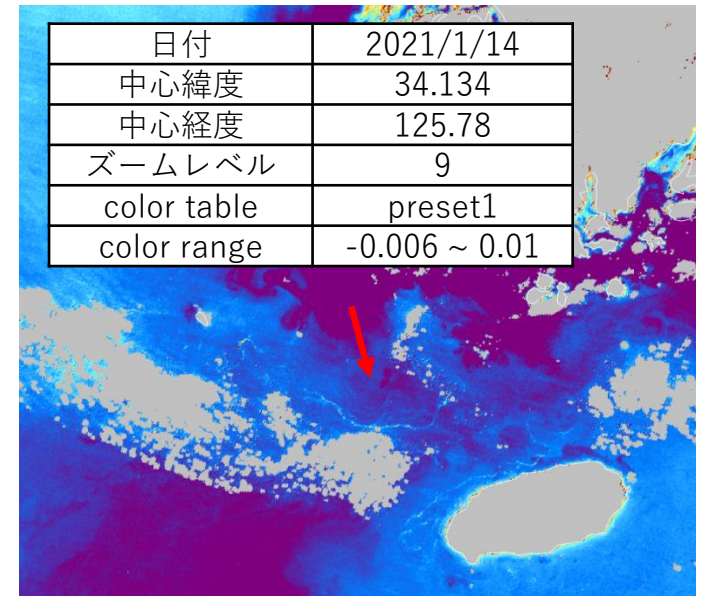 日付 2021/1/14
中心緯度 34.134
中心経度 125.78
ズームレベル 9
color table preset1
color range -0.006 ~ 0.01